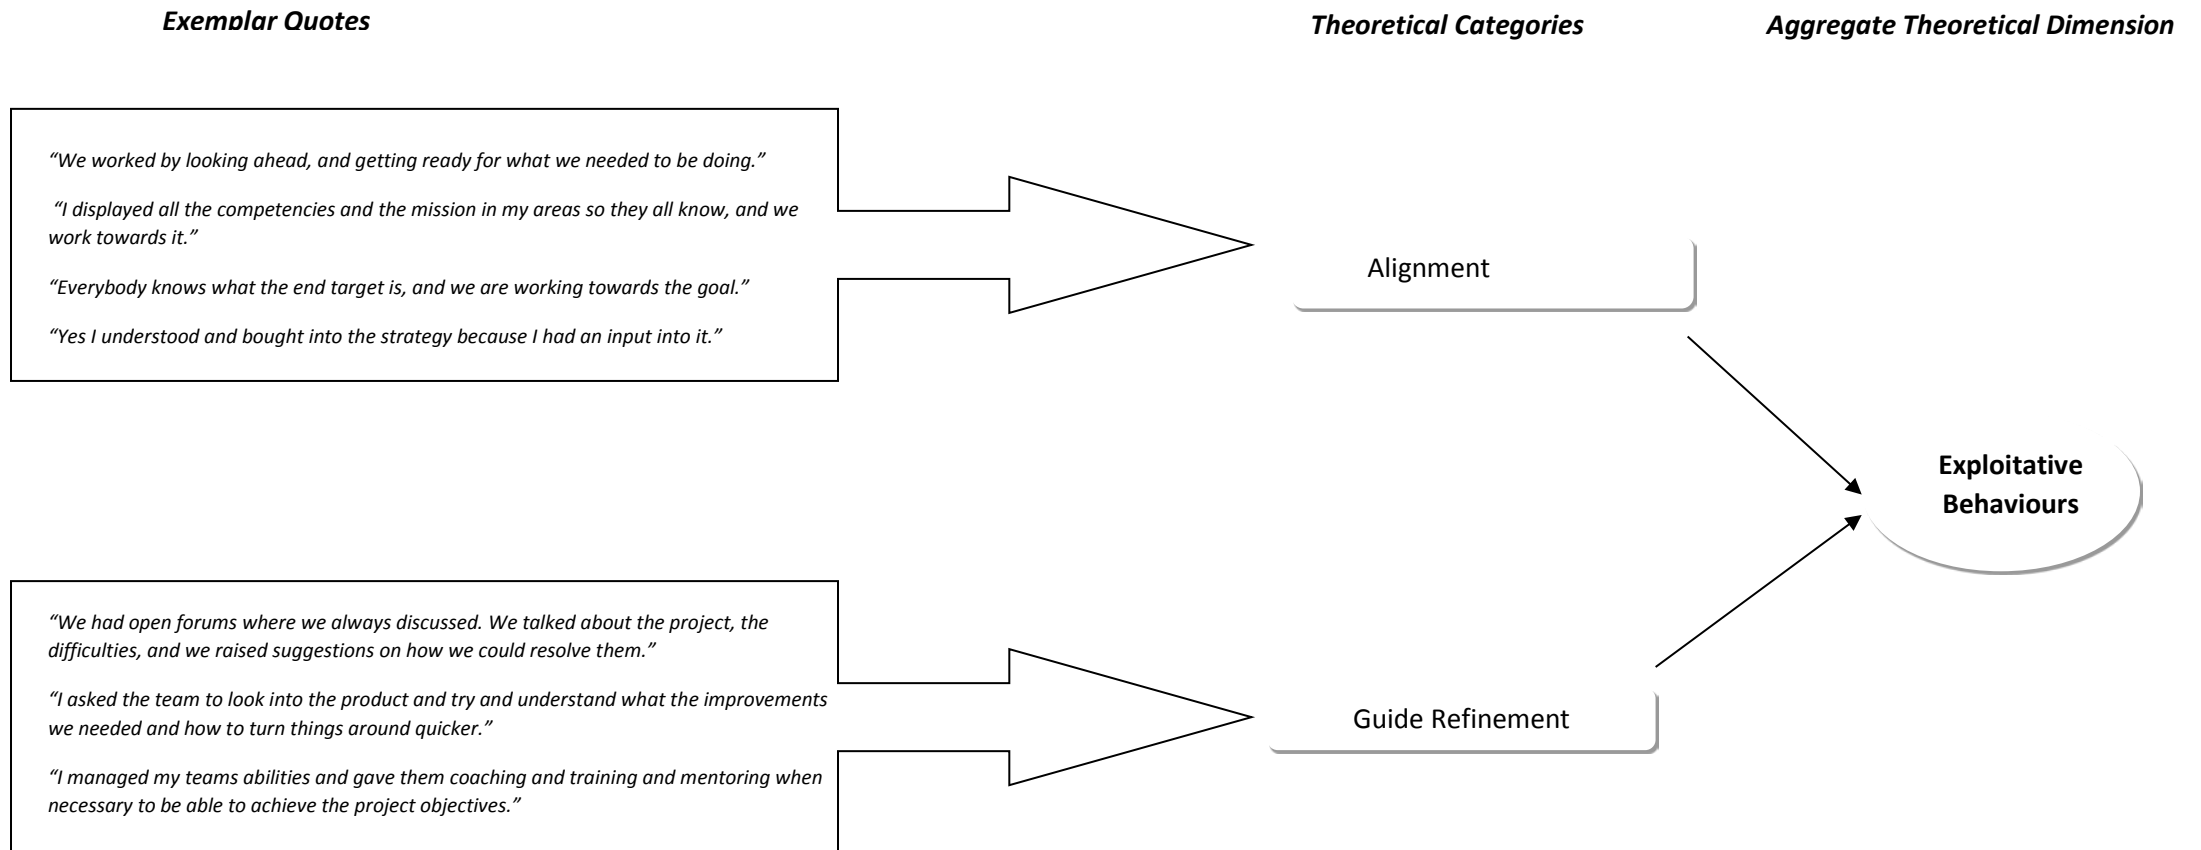 Exemplar Quotes
Theoretical Categories
Aggregate Theoretical Dimension
“We worked by looking ahead, and getting ready for what we needed to be doing.”
“I displayed all the competencies and the mission in my areas so they all know, and we
work towards it.”
“Everybody knows what the end target is, and we are working towards the goal.”
“Yes I understood and bought into the strategy because I had an input into it.”
Alignment
Exploitative
Behaviours
“We had open forums where we always discussed. We talked about the project, the
difficulties, and we raised suggestions on how we could resolve them.”
“I asked the team to look into the product and try and understand what the improvements
we needed and how to turn things around quicker.”
“I managed my teams abilities and gave them coaching and training and mentoring when
necessary to be able to achieve the project objectives.”
Guide Refinement